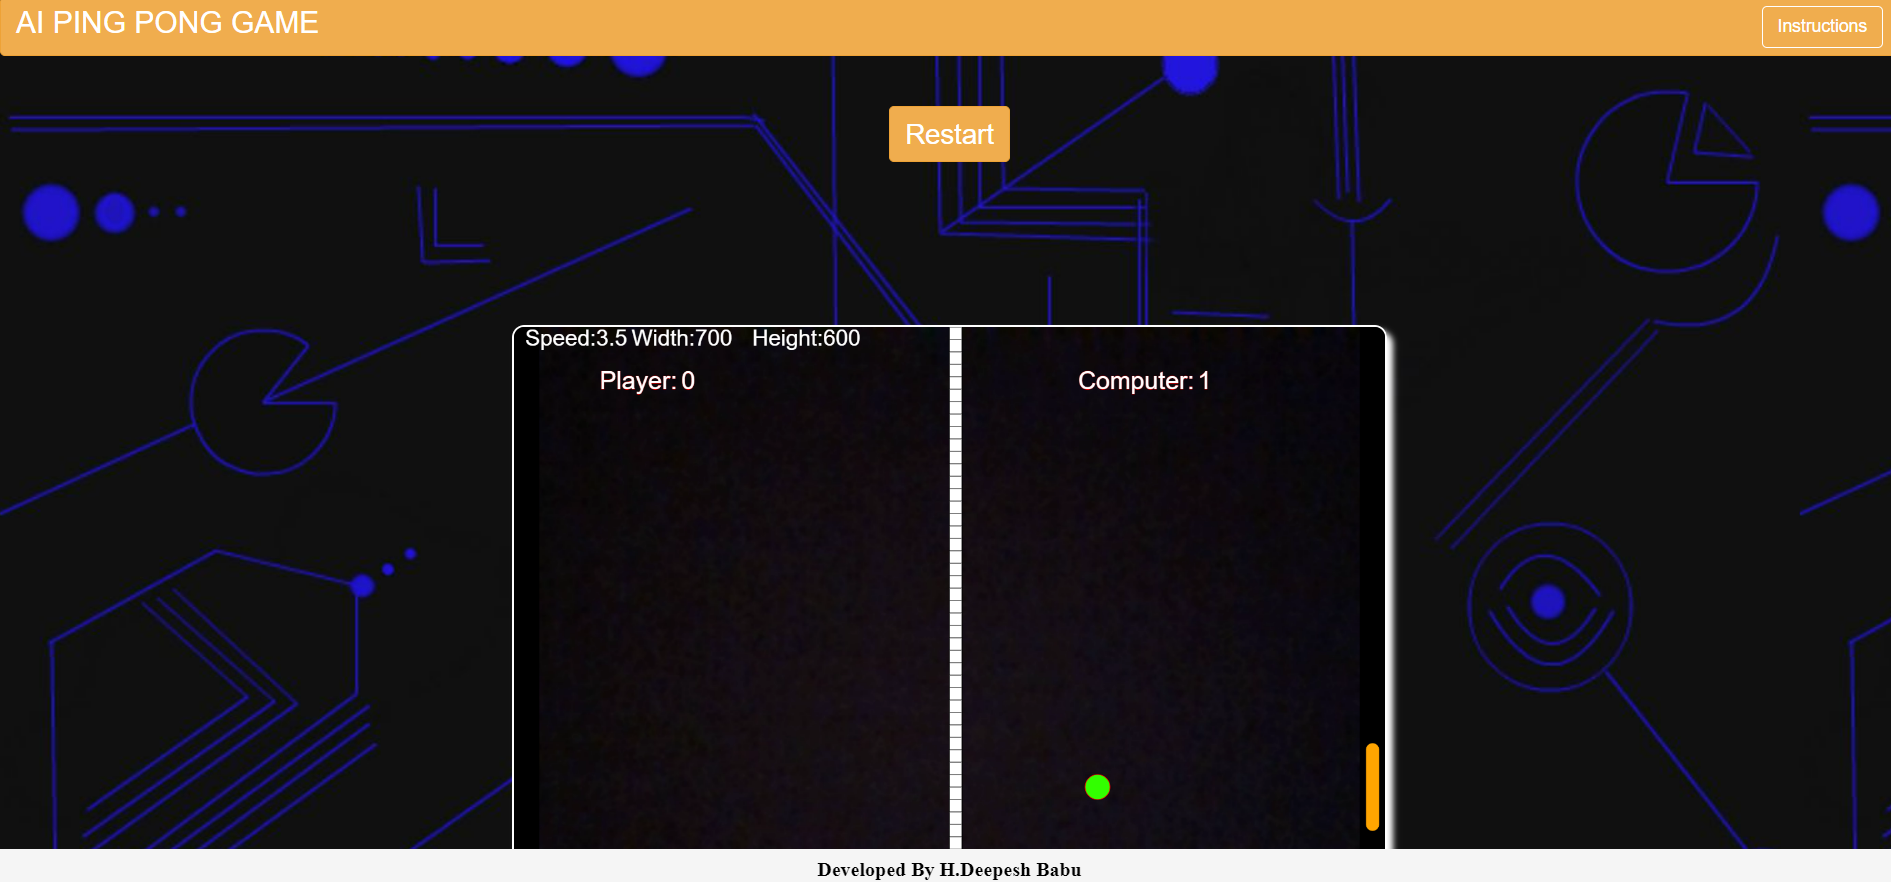 AI PING PONG GAME
Instructions
Restart
Speed:3.5 Width:700 Height:600
Player: 0
Computer: 1
Developed By H.Deepesh Babu